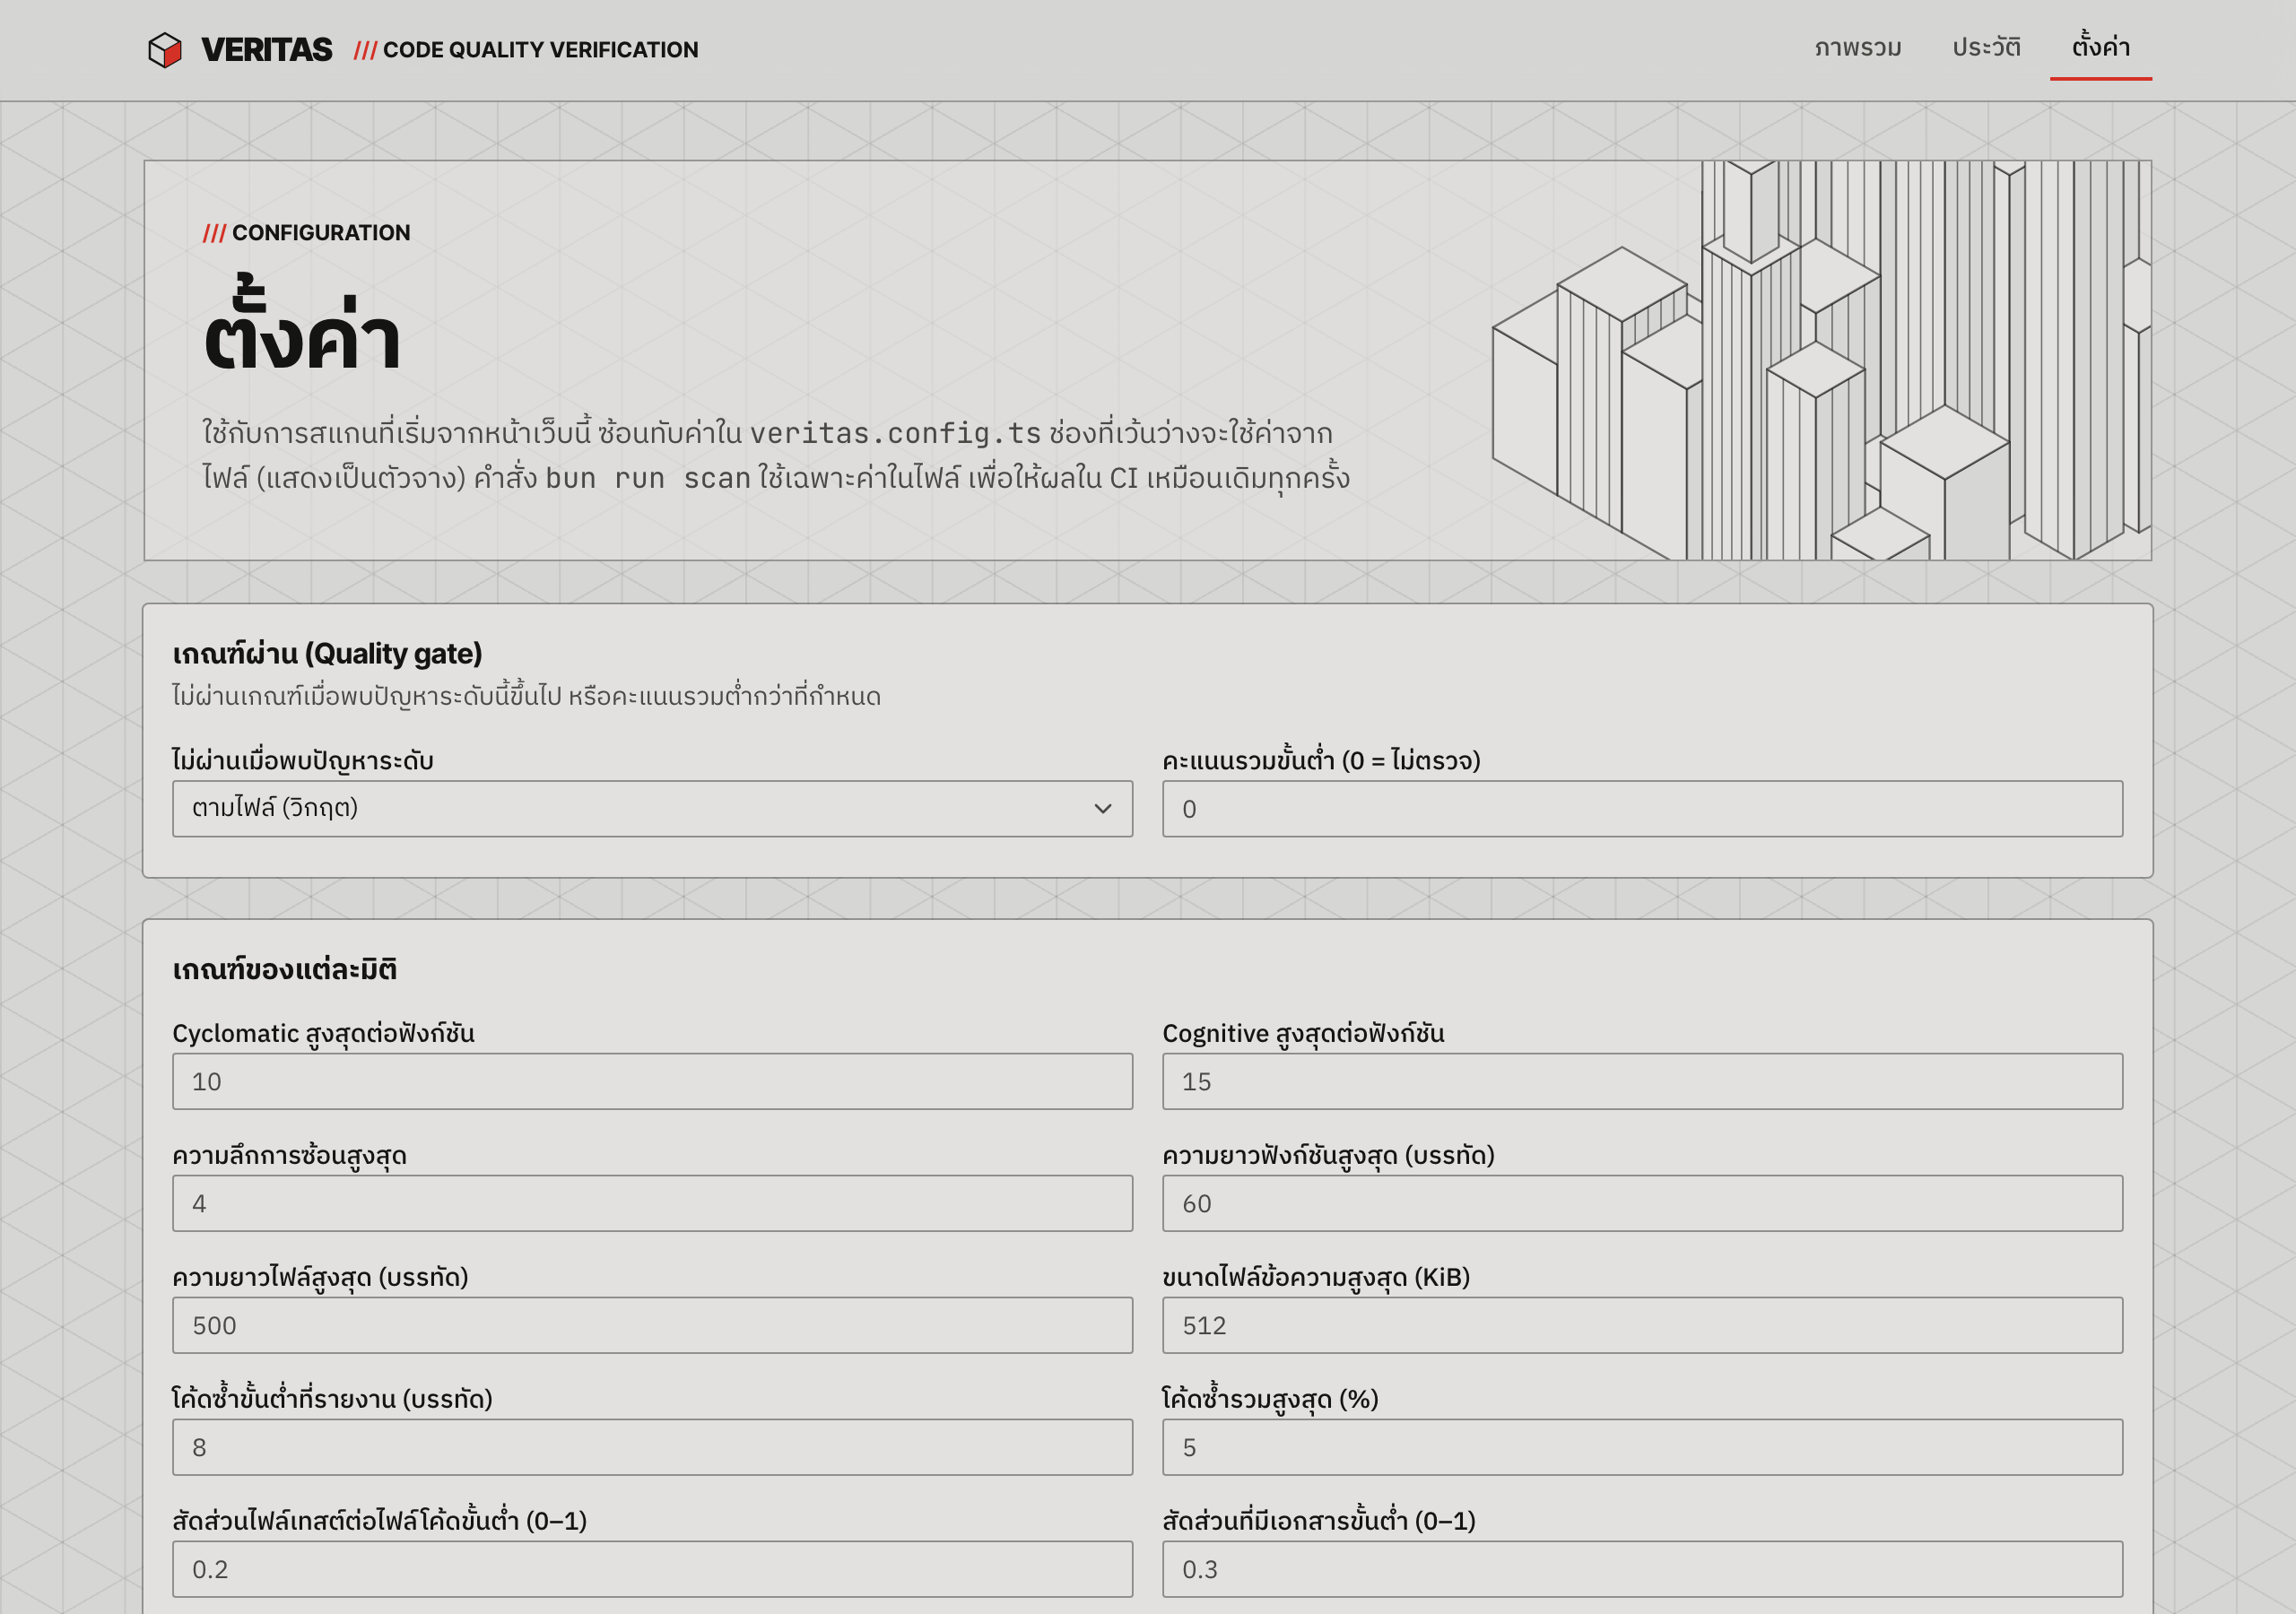 VERITAS /// CODE QUALITY VERIFICATION
ภาพรวม ประวัติ ตั้งค่า
/// CONFIGURATION
ตั้งค่า
ใช้กับการสแกนที่เริ่มจากหน้าเว็บนี้ ซ้อนทับค่าใน veritas.config.ts ช่องที่เว้นว่างจะใช้ค่าจาก
ไฟล์ (แสดงเป็นตัวจาง) คำสั่ง bun run scan ใช้เฉพาะค่าในไฟล์ เพื่อให้ผลใน CI เหมือนเดิมทุกครั้ง
เกณฑ์ผ่าน (Quality gate)
ไม่ผ่านเกณฑ์เมื่อพบปัญหาระดับนี้ขึ้นไป หรือคะแนนรวมต่ำกว่าที่กำหนด
ไม่ผ่านเมื่อพบปัญหาระดับ
ตามไฟล์ (วิกฤต)
คะแนนรวมขั้นต่ำ (0 = ไม่ตรวจ)
0
เกณฑ์ของแต่ละมิติ
Cyclomatic สูงสุดต่อฟังก์ชัน
10
Cognitive สูงสุดต่อฟังก์ชัน
15
ความลึกการซ้อนสูงสุด
4
ความยาวฟังก์ชันสูงสุด (บรรทัด)
60
ความยาวไฟล์สูงสุด (บรรทัด)
500
ขนาดไฟล์ข้อความสูงสุด (KiB)
512
โค้ดซ้ำขั้นต่ำที่รายงาน (บรรทัด)
8
โค้ดซ้ำรวมสูงสุด (%)
5
สัดส่วนไฟล์เทสต์ต่อไฟล์โค้ดขั้นต่ำ (0–1)
0.2
สัดส่วนที่มีเอกสารขั้นต่ำ (0–1)
0.3